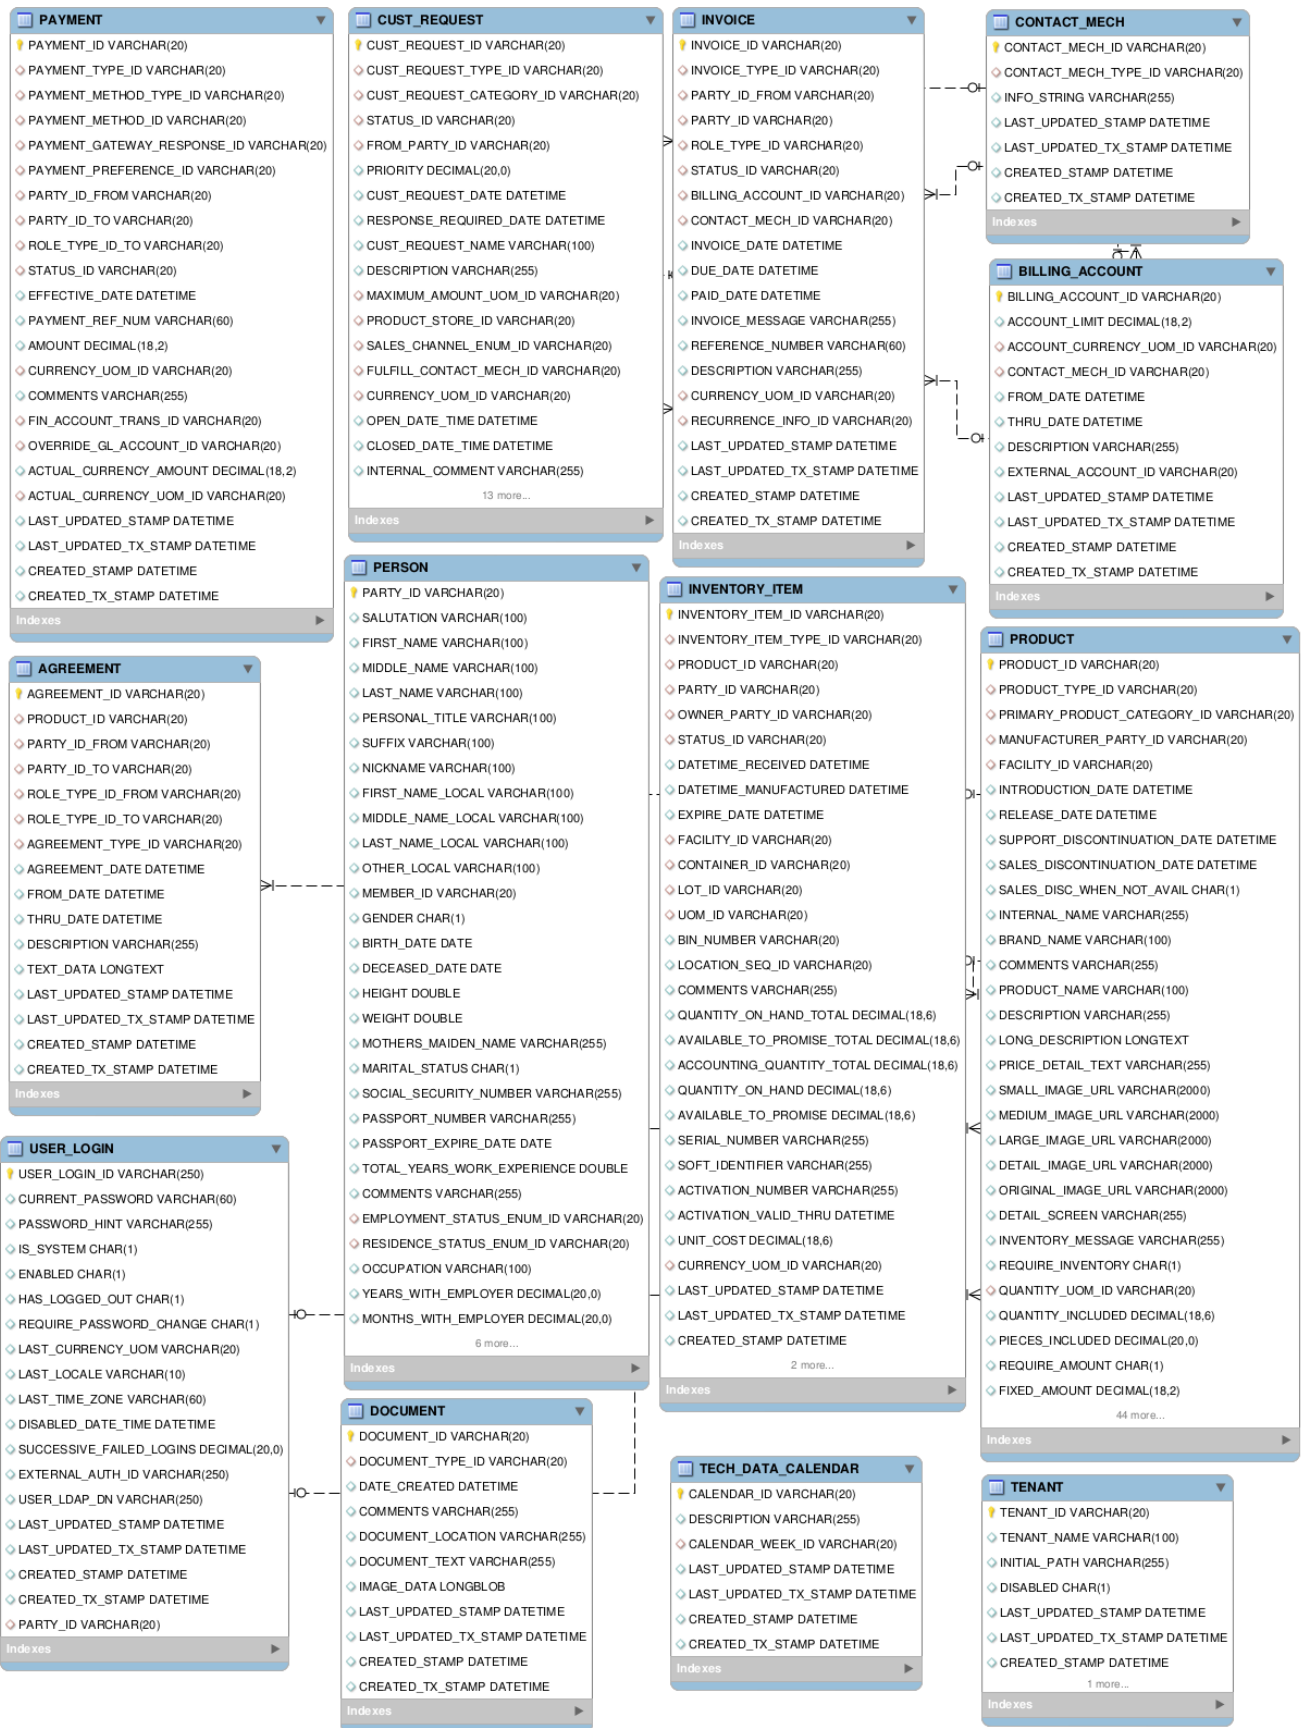 PAYMENT
PAYMENT_ID VARCHAR(20)
PAYMENT_TYPE_ID VARCHAR(20)
PAYMENT_METHOD_TYPE_ID VARCHAR(20)
PAYMENT_METHOD_ID VARCHAR(20)
PAYMENT_GATEWAY_RESPONSE_ID VARCHAR(20)
PAYMENT_PREFERENCE_ID VARCHAR(20)
PARTY_ID_FROM VARCHAR(20)
PARTY_ID_TO VARCHAR(20)
ROLE_TYPE_ID_TO VARCHAR(20)
STATUS_ID VARCHAR(20)
EFFECTIVE_DATE DATETIME
PAYMENT_REF_NUM VARCHAR(60)
AMOUNT DECIMAL(18,2)
CURRENCY_UOM_ID VARCHAR(20)
COMMENTS VARCHAR(255)
FIN_ACCOUNT_TRANS_ID VARCHAR(20)
OVERRIDE_GL_ACCOUNT_ID VARCHAR(20)
ACTUAL_CURRENCY_AMOUNT DECIMAL(18,2)
ACTUAL_CURRENCY_UOM_ID VARCHAR(20)
LAST_UPDATED_STAMP DATETIME
LAST_UPDATED_TX_STAMP DATETIME
CREATED_STAMP DATETIME
CREATED_TX_STAMP DATETIME
Indexes
CUST_REQUEST
CUST_REQUEST_ID VARCHAR(20)
CUST_REQUEST_TYPE_ID VARCHAR(20)
CUST_REQUEST_CATEGORY_ID VARCHAR(20)
STATUS_ID VARCHAR(20)
FROM_PARTY_ID VARCHAR(20)
PRIORITY DECIMAL(20,0)
CUST_REQUEST_DATE DATETIME
RESPONSE_REQUIRED_DATE DATETIME
CUST_REQUEST_NAME VARCHAR(100)
DESCRIPTION VARCHAR(255)
MAXIMUM_AMOUNT_UOM_ID VARCHAR(20)
PRODUCT_STORE_ID VARCHAR(20)
SALES_CHANNEL_ENUM_ID VARCHAR(20)
FULFILL_CONTACT_MECH_ID VARCHAR(20)
CURRENCY_UOM_ID VARCHAR(20)
OPEN_DATE_TIME DATETIME
CLOSED_DATE_TIME DATETIME
INTERNAL_COMMENT VARCHAR(255)
13 more...
Indexes
INVOICE
INVOICE_ID VARCHAR(20)
INVOICE_TYPE_ID VARCHAR(20)
PARTY_ID_FROM VARCHAR(20)
PARTY_ID VARCHAR(20)
ROLE_TYPE_ID VARCHAR(20)
STATUS_ID VARCHAR(20)
BILLING_ACCOUNT_ID VARCHAR(20)
CONTACT_MECH_ID VARCHAR(20)
INVOICE_DATE DATETIME
DUE_DATE DATETIME
PAID_DATE DATETIME
INVOICE_MESSAGE VARCHAR(255)
REFERENCE_NUMBER VARCHAR(60)
DESCRIPTION VARCHAR(255)
CURRENCY_UOM_ID VARCHAR(20)
RECURRENCE_INFO_ID VARCHAR(20)
LAST_UPDATED_STAMP DATETIME
LAST_UPDATED_TX_STAMP DATETIME
CREATED_STAMP DATETIME
CREATED_TX_STAMP DATETIME
Indexes
CONTACT_MECH
CONTACT_MECH_ID VARCHAR(20)
CONTACT_MECH_TYPE_ID VARCHAR(20)
INFO_STRING VARCHAR(255)
LAST_UPDATED_STAMP DATETIME
LAST_UPDATED_TX_STAMP DATETIME
CREATED_STAMP DATETIME
CREATED_TX_STAMP DATETIME
Indexes
BILLING_ACCOUNT
BILLING_ACCOUNT_ID VARCHAR(20)
ACCOUNT_LIMIT DECIMAL(18,2)
ACCOUNT_CURRENCY_UOM_ID VARCHAR(20)
CONTACT_MECH_ID VARCHAR(20)
FROM_DATE DATETIME
THRU_DATE DATETIME
DESCRIPTION VARCHAR(255)
EXTERNAL_ACCOUNT_ID VARCHAR(20)
LAST_UPDATED_STAMP DATETIME
LAST_UPDATED_TX_STAMP DATETIME
CREATED_STAMP DATETIME
CREATED_TX_STAMP DATETIME
Indexes
AGREEMENT
AGREEMENT_ID VARCHAR(20)
PRODUCT_ID VARCHAR(20)
PARTY_ID_FROM VARCHAR(20)
PARTY_ID_TO VARCHAR(20)
ROLE_TYPE_ID_FROM VARCHAR(20)
ROLE_TYPE_ID_TO VARCHAR(20)
AGREEMENT_TYPE_ID VARCHAR(20)
AGREEMENT_DATE DATETIME
FROM_DATE DATETIME
THRU_DATE DATETIME
DESCRIPTION VARCHAR(255)
TEXT_DATA LONGTEXT
LAST_UPDATED_STAMP DATETIME
LAST_UPDATED_TX_STAMP DATETIME
CREATED_STAMP DATETIME
CREATED_TX_STAMP DATETIME
Indexes
PERSON
PARTY_ID VARCHAR(20)
SALUTATION VARCHAR(100)
FIRST_NAME VARCHAR(100)
MIDDLE_NAME VARCHAR(100)
LAST_NAME VARCHAR(100)
PERSONAL_TITLE VARCHAR(100)
SUFFIX VARCHAR(100)
NICKNAME VARCHAR(100)
FIRST_NAME_LOCAL VARCHAR(100)
MIDDLE_NAME_LOCAL VARCHAR(100)
LAST_NAME_LOCAL VARCHAR(100)
OTHER_LOCAL VARCHAR(100)
MEMBER_ID VARCHAR(20)
GENDER CHAR(1)
BIRTH_DATE DATE
DECEASED_DATE DATE
HEIGHT DOUBLE
WEIGHT DOUBLE
MOTHERS_MAIDEN_NAME VARCHAR(255)
MARITAL_STATUS CHAR(1)
SOCIAL_SECURITY_NUMBER VARCHAR(255)
PASSPORT_NUMBER VARCHAR(255)
PASSPORT_EXPIRE_DATE DATE
TOTAL_YEARS_WORK_EXPERIENCE DOUBLE
COMMENTS VARCHAR(255)
EMPLOYMENT_STATUS_ENUM_ID VARCHAR(20)
RESIDENCE_STATUS_ENUM_ID VARCHAR(20)
OCCUPATION VARCHAR(100)
YEARS_WITH_EMPLOYER DECIMAL(20,0)
MONTHS_WITH_EMPLOYER DECIMAL(20,0)
6 more...
Indexes
INVENTORY_ITEM
INVENTORY_ITEM_ID VARCHAR(20)
INVENTORY_ITEM_TYPE_ID VARCHAR(20)
PRODUCT_ID VARCHAR(20)
PARTY_ID VARCHAR(20)
OWNER_PARTY_ID VARCHAR(20)
STATUS_ID VARCHAR(20)
DATETIME_RECEIVED DATETIME
DATETIME_MANUFACTURED DATETIME
EXPIRE_DATE DATETIME
FACILITY_ID VARCHAR(20)
CONTAINER_ID VARCHAR(20)
LOT_ID VARCHAR(20)
UOM_ID VARCHAR(20)
BIN_NUMBER VARCHAR(20)
LOCATION_SEQ_ID VARCHAR(20)
COMMENTS VARCHAR(255)
QUANTITY_ON_HAND_TOTAL DECIMAL(18,6)
AVAILABLE_TO_PROMISE_TOTAL DECIMAL(18,6)
ACCOUNTING_QUANTITY_TOTAL DECIMAL(18,6)
QUANTITY_ON_HAND DECIMAL(18,6)
AVAILABLE_TO_PROMISE DECIMAL(18,6)
SERIAL_NUMBER VARCHAR(255)
SOFT_IDENTIFIER VARCHAR(255)
ACTIVATION_NUMBER VARCHAR(255)
ACTIVATION_VALID_THRU DATETIME
UNIT_COST DECIMAL(18,6)
CURRENCY_UOM_ID VARCHAR(20)
LAST_UPDATED_STAMP DATETIME
LAST_UPDATED_TX_STAMP DATETIME
CREATED_STAMP DATETIME
2 more...
Indexes
PRODUCT
PRODUCT_ID VARCHAR(20)
PRODUCT_TYPE_ID VARCHAR(20)
PRIMARY_PRODUCT_CATEGORY_ID VARCHAR(20)
MANUFACTURER_PARTY_ID VARCHAR(20)
FACILITY_ID VARCHAR(20)
INTRODUCTION_DATE DATETIME
RELEASE_DATE DATETIME
SUPPORT_DISCONTINUATION_DATE DATETIME
SALES_DISCONTINUATION_DATE DATETIME
SALES_DISC_WHEN_NOT_AVAIL CHAR(1)
INTERNAL_NAME VARCHAR(255)
BRAND_NAME VARCHAR(100)
COMMENTS VARCHAR(255)
PRODUCT_NAME VARCHAR(100)
DESCRIPTION VARCHAR(255)
LONG_DESCRIPTION LONGTEXT
PRICE_DETAIL_TEXT VARCHAR(255)
SMALL_IMAGE_URL VARCHAR(2000)
MEDIUM_IMAGE_URL VARCHAR(2000)
LARGE_IMAGE_URL VARCHAR(2000)
DETAIL_IMAGE_URL VARCHAR(2000)
ORIGINAL_IMAGE_URL VARCHAR(2000)
DETAIL_SCREEN VARCHAR(255)
INVENTORY_MESSAGE VARCHAR(255)
REQUIRE_INVENTORY CHAR(1)
QUANTITY_UOM_ID VARCHAR(20)
QUANTITY_INCLUDED DECIMAL(18,6)
PIECES_INCLUDED DECIMAL(20,0)
REQUIRE_AMOUNT CHAR(1)
FIXED_AMOUNT DECIMAL(18,2)
44 more...
Indexes
USER_LOGIN
USER_LOGIN_ID VARCHAR(250)
CURRENT_PASSWORD VARCHAR(60)
PASSWORD_HINT VARCHAR(255)
IS_SYSTEM CHAR(1)
ENABLED CHAR(1)
HAS_LOGGED_OUT CHAR(1)
REQUIRE_PASSWORD_CHANGE CHAR(1)
LAST_CURRENCY_UOM VARCHAR(20)
LAST_LOCALE VARCHAR(10)
LAST_TIME_ZONE VARCHAR(60)
DISABLED_DATE_TIME DATETIME
SUCCESSIVE_FAILED_LOGINS DECIMAL(20,0)
EXTERNAL_AUTH_ID VARCHAR(250)
USER_LDAP_DN VARCHAR(250)
LAST_UPDATED_STAMP DATETIME
LAST_UPDATED_TX_STAMP DATETIME
CREATED_STAMP DATETIME
CREATED_TX_STAMP DATETIME
PARTY_ID VARCHAR(20)
Indexes
DOCUMENT
DOCUMENT_ID VARCHAR(20)
DOCUMENT_TYPE_ID VARCHAR(20)
DATE_CREATED DATETIME
COMMENTS VARCHAR(255)
DOCUMENT_LOCATION VARCHAR(255)
DOCUMENT_TEXT VARCHAR(255)
IMAGE_DATA LONGBLOB
LAST_UPDATED_STAMP DATETIME
LAST_UPDATED_TX_STAMP DATETIME
CREATED_STAMP DATETIME
CREATED_TX_STAMP DATETIME
Indexes
TECH_DATA_CALENDAR
CALENDAR_ID VARCHAR(20)
DESCRIPTION VARCHAR(255)
CALENDAR_WEEK_ID VARCHAR(20)
LAST_UPDATED_STAMP DATETIME
LAST_UPDATED_TX_STAMP DATETIME
CREATED_STAMP DATETIME
CREATED_TX_STAMP DATETIME
Indexes
TENANT
TENANT_ID VARCHAR(20)
TENANT_NAME VARCHAR(100)
INITIAL_PATH VARCHAR(255)
DISABLED CHAR(1)
LAST_UPDATED_STAMP DATETIME
LAST_UPDATED_TX_STAMP DATETIME
CREATED_STAMP DATETIME
1 more...
Indexes